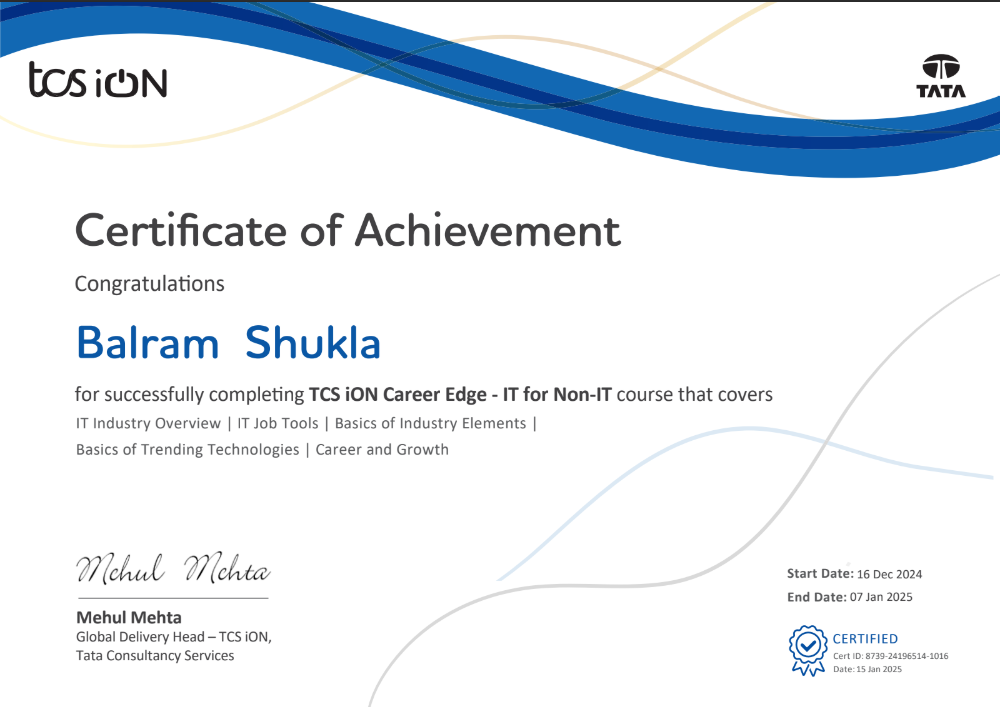 tcs iON
TATA
Certificate of Achievement
Congratulations
Balram Shukla
for successfully completing TCS iON Career Edge - IT for Non-IT course that covers
IT Industry Overview | IT Job Tools | Basics of Industry Elements |
Basics of Trending Technologies | Career and Growth
Mehul Mehta
Mehul Mehta
Global Delivery Head – TCS iON,
Tata Consultancy Services
Start Date: 16 Dec 2024
End Date: 07 Jan 2025
CERTIFIED
Cert ID: 8739-24196514-1016
Date: 15 Jan 2025